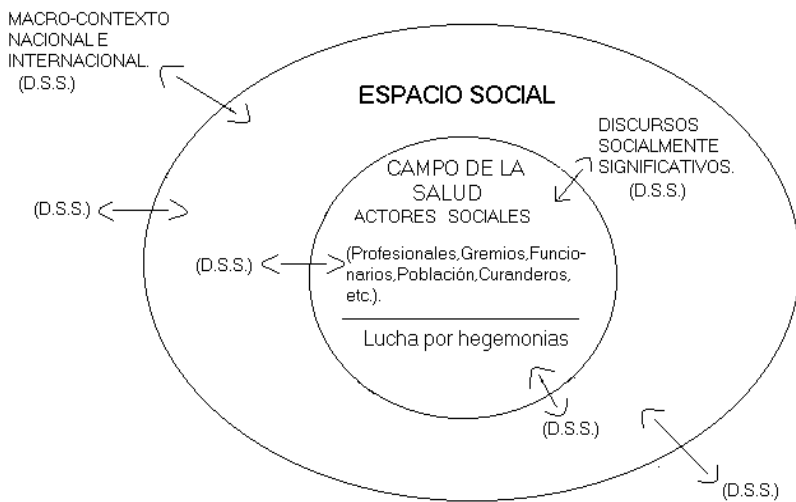 MACRO-CONTEXTO
NACIONAL E
INTERNACIONAL.
(D.S.S.)
ESPACIO SOCIAL
DISCURSOS
SOCIALMENTE
SIGNIFICATIVOS.
(D.S.S.)
CAMPO DE LA
SALUD
ACTORES SOCIALES
(D.S.S.)
(D.S.S.)
(Profesionales,Gremios,Funcio-
narios,Población,Curanderos,
etc.).
Lucha por hegemonias
(D.S.S.)
(D.S.S.)